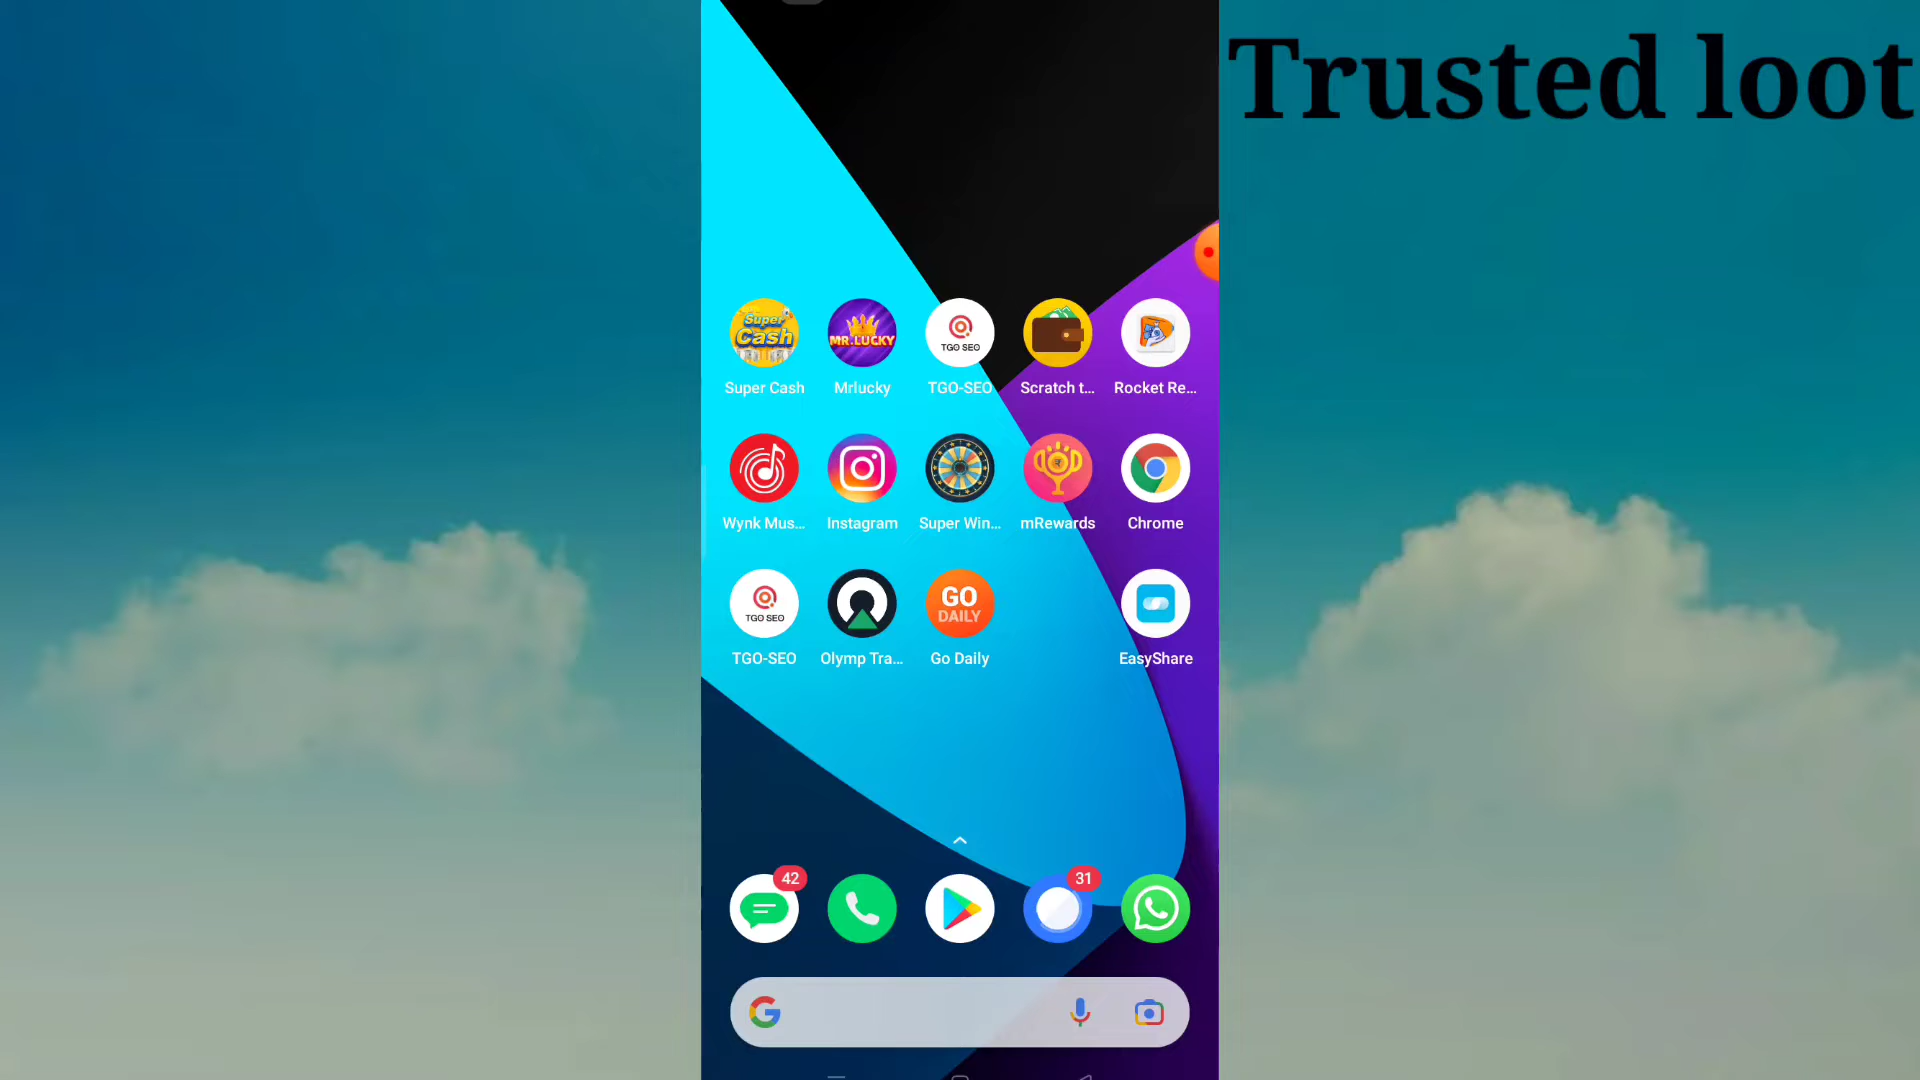 Trusted loot
Super Cash
MR.LUCKY
TGO SEO
Super Cash
Mrlucky
TGO-SEO
Scratch t...
Rocket Re...
Wynk Mus...
Instagram
Super Win...
mRewards
Chrome
TGO SEO
GO
DAILY
TGO-SEO
Olymp Tra...
Go Daily
EasyShare
42
31